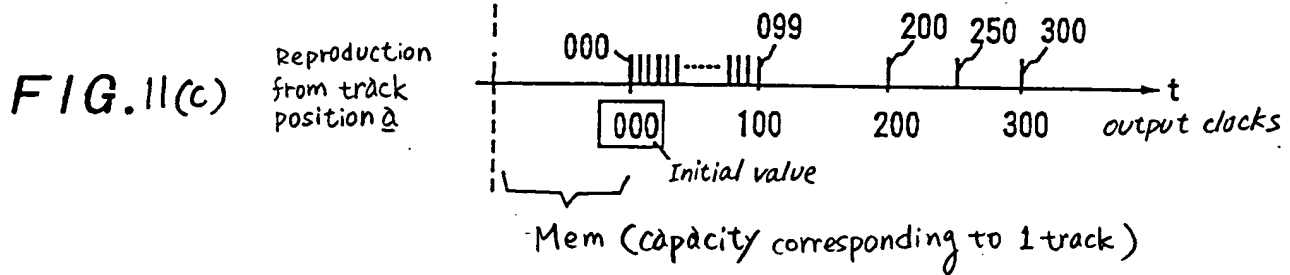 FIG.11(c)
Reproduction
from track
position a
000 099 200 250 300
t
000 100 200 300 output clocks
Initial value
Mem (capacity corresponding to 1 track)